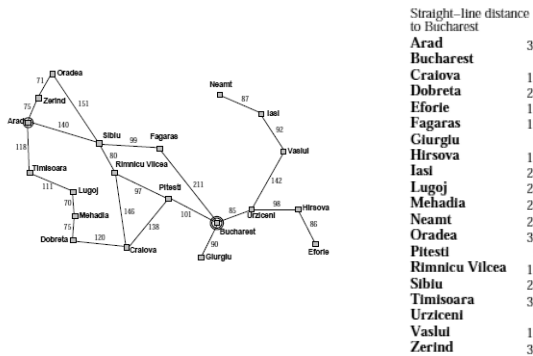 Straight–line distance
to Bucharest
Arad 3
Bucharest
Craiova 1
Dobreta 2
Eforie 1
Fagaras 1
Giurgiu
Hirsova 1
Iasi 2
Lugoj 2
Mehadia 2
Neamt 2
Oradea 3
Pitesti
Rimnicu Vilcea 1
Sibiu 2
Timisoara 3
Urziceni
Vaslui 1
Zerind 3
Oradea
71
Neamt
Zerind
87
75
151
Iasi
Arad
140
92
Sibiu
Fagaras
99
118
Vaslui
80
Rimnicu Vilcea
Timisoara
142
111
Lugoj
Pitesti
211
97
70
98
Hirsova
146
101
85
Urziceni
Mehadia
138
86
75
Bucharest
Dobreta
120
90
Craiova
Eforie
Giurgiu